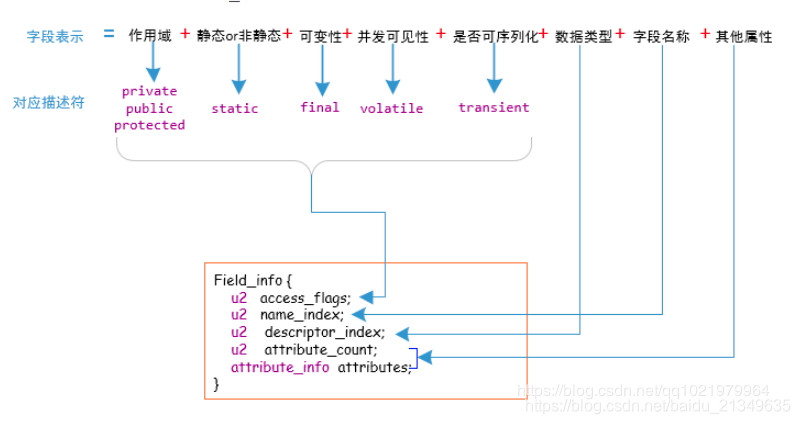 字段表示 = 作用域 + 静态or非静态 + 可变性 + 并发可见性 + 是否可序列化 + 数据类型 + 字段名称 + 其他属性
对应描述符
private
public
protected
static
final
volatile
transient
Field_info {
u2 access_flags;
u2 name_index;
u2 descriptor_index;
u2 attribute_count;
attribute_info attributes;
}
https://blog.csdn.net/qq1021979964
https://blog.csdn.net/baidu_21349635